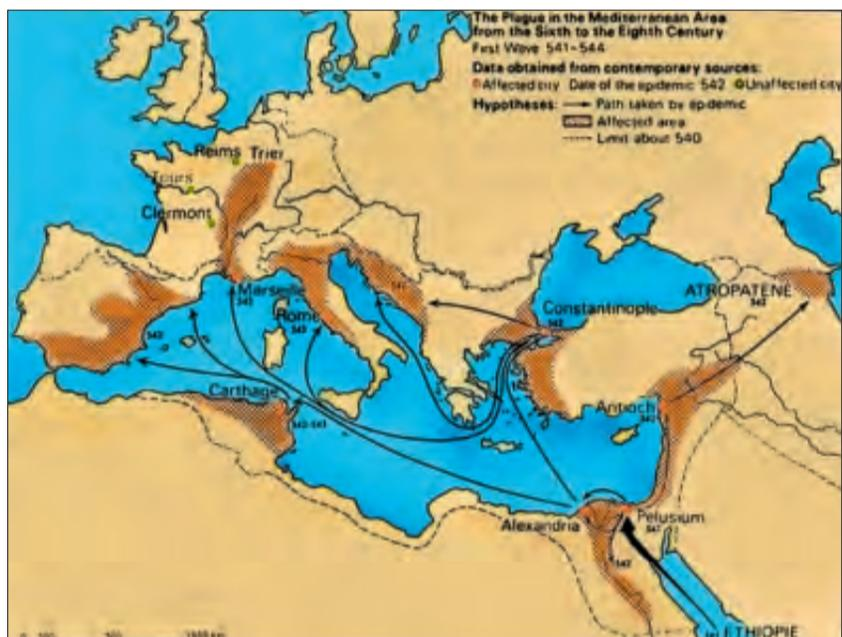 The Plague in the Mediterranean Area
from the Sixth to the Eighth Century
First Wave 541-544
Data obtained from contemporary sources:
Affected city Date of the epidemic 542 Unaffected city
Hypotheses: Path taken by epidemic
Affected area
Limit about 540
Reims Trier
Tours
Clermont
Marseille
Rome
543
Constantinople
542
ATROPATENE
543
542
Carthage
542-543
Antioch
542
Alexandria
Pelusium
541
542
ETHIOPIE